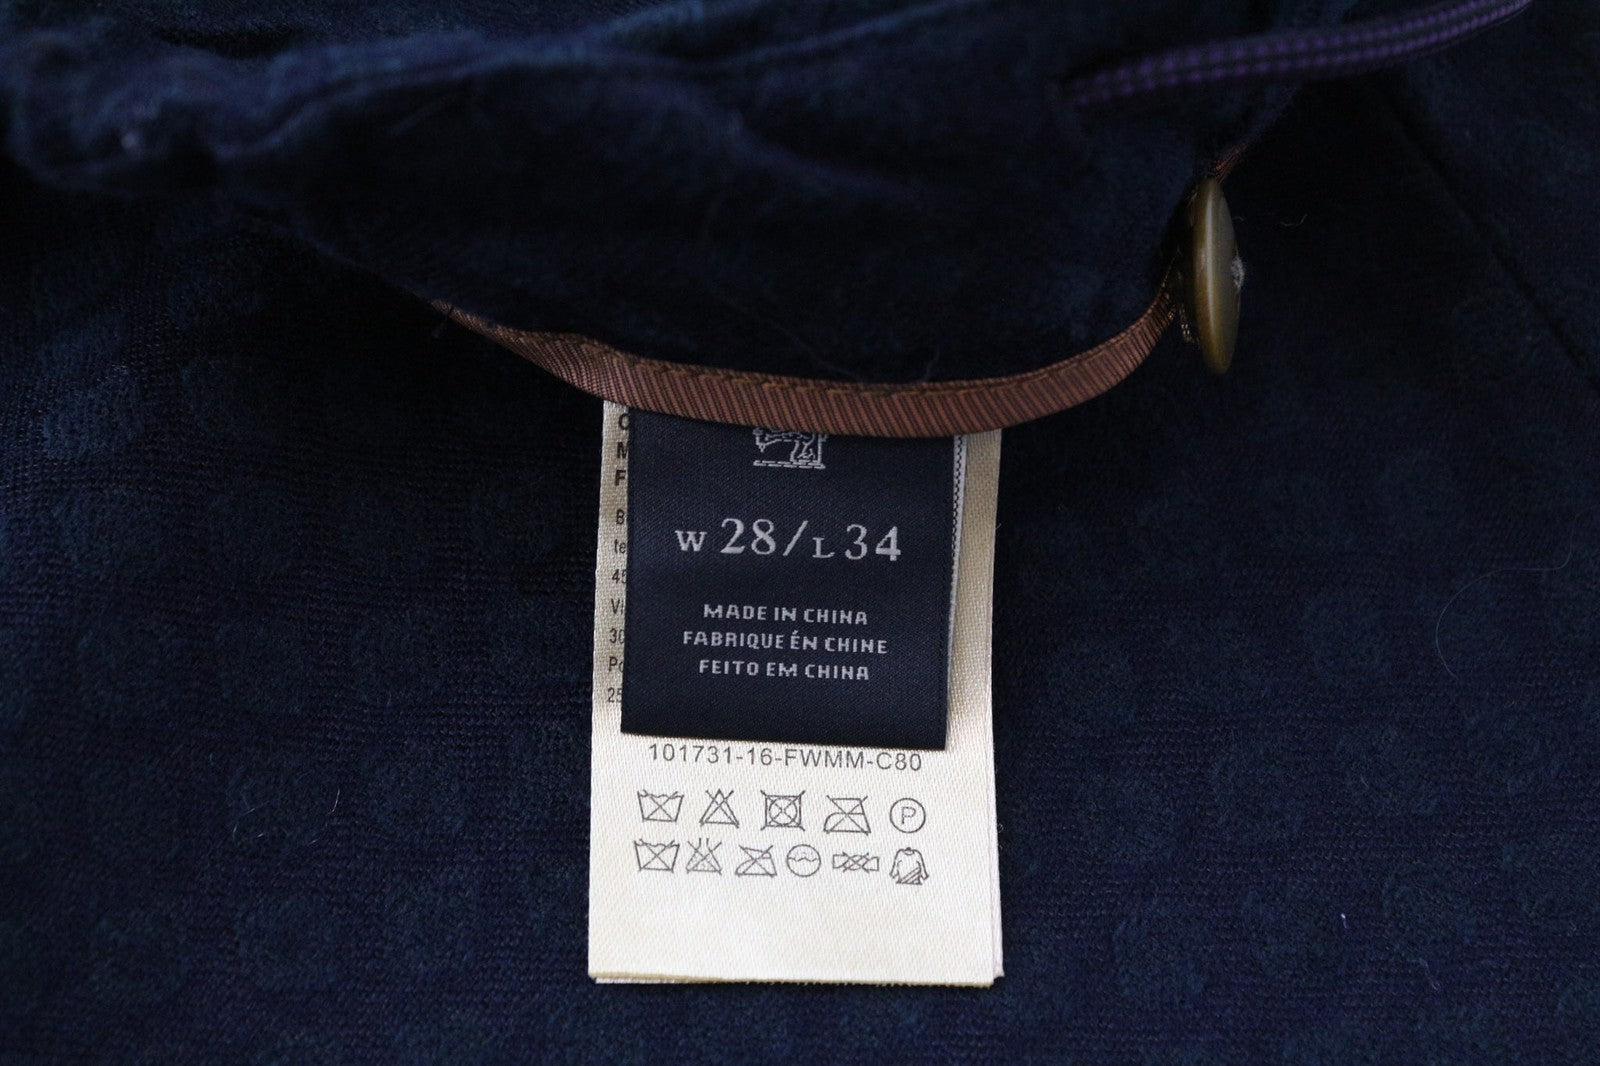 W 28/L 34
MADE IN CHINA
FABRIQUE ÉN CHINE
FEITO EM CHINA
101731-16-FWMM-C80
P